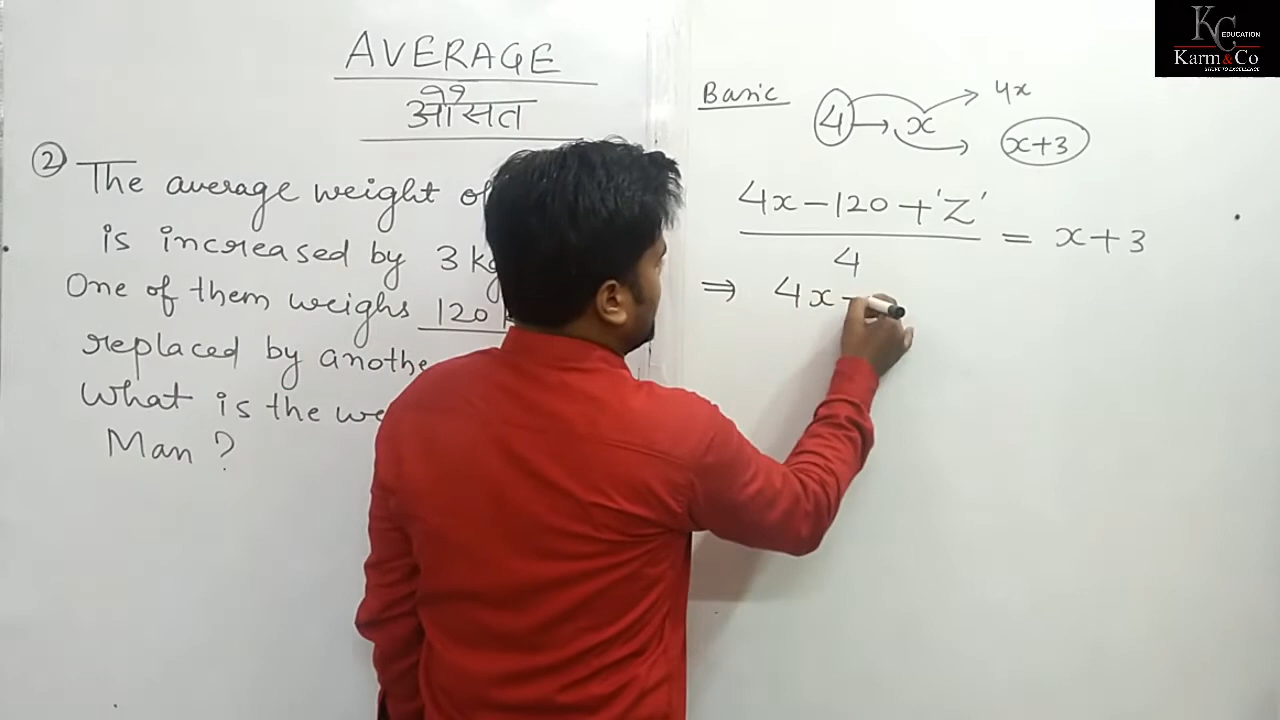 AVERAGE
औसत
② The average weight of
is increased by 3 kg
One of them weighs 120
replaced by anothe
What is the we
Man ?
Basic
4 → x → 4x
x+3
4x-120+'Z'
/4 = x+3
⇒ 4x-
KC EDUCATION
Karm&Co